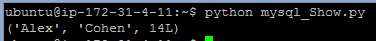 ubuntu@ip-172-31-4-11:~$ python mysql_Show.py
('Alex', 'Cohen', 14L)